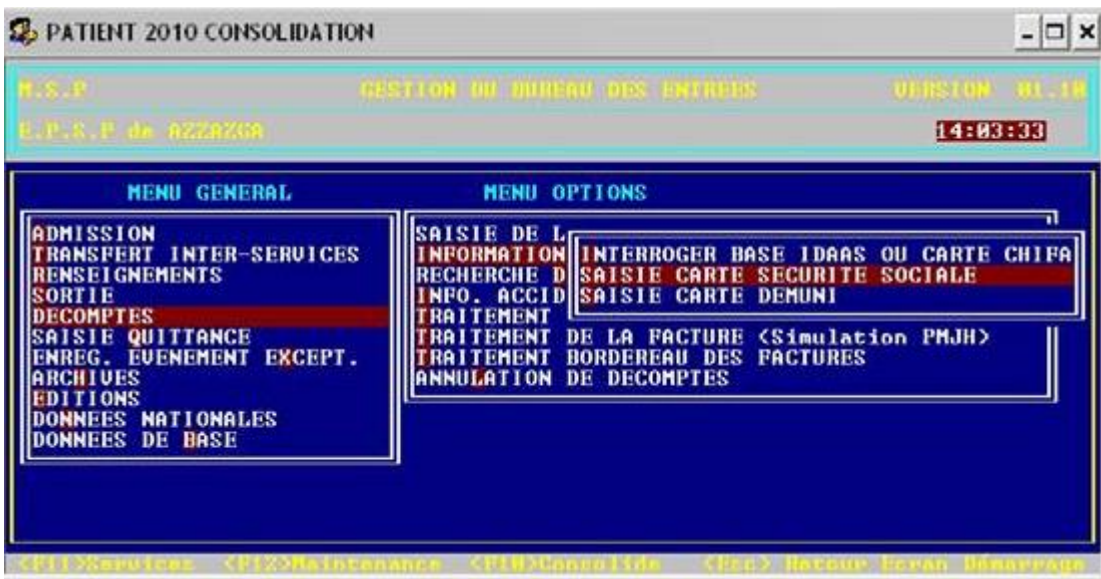 PATIENT 2010 CONSOLIDATION
M.S.P GESTION DU BUREAU DES ENTREES VERSION 01.10
E.P.S.P de AZZAZGA 14:03:33
MENU GENERAL
ADMISSION
TRANSFERT INTER-SERVICES
RENSEIGNEMENTS
SORTIE
DECOMPTES
SAISIE QUITTANCE
ENREG. EVENEMENT EXCEPT.
ARCHIVES
EDITIONS
DONNEES NATIONALES
DONNEES DE BASE
MENU OPTIONS
SAISIE DE L
INFORMATION
RECHERCHE D
INFO. ACCID
TRAITEMENT
TRAITEMENT DE LA FACTURE (Simulation PMJH)
TRAITEMENT BORDEREAU DES FACTURES
ANNULATION DE DECOMPTES
INTERROGER BASE IDAAS OU CARTE CHIFA
SAISIE CARTE SECURITE SOCIALE
SAISIE CARTE DEMUNI
<F11>Services <F12>Maintenance <F10>Consolide <Esc> Retour Ecran Démarrage